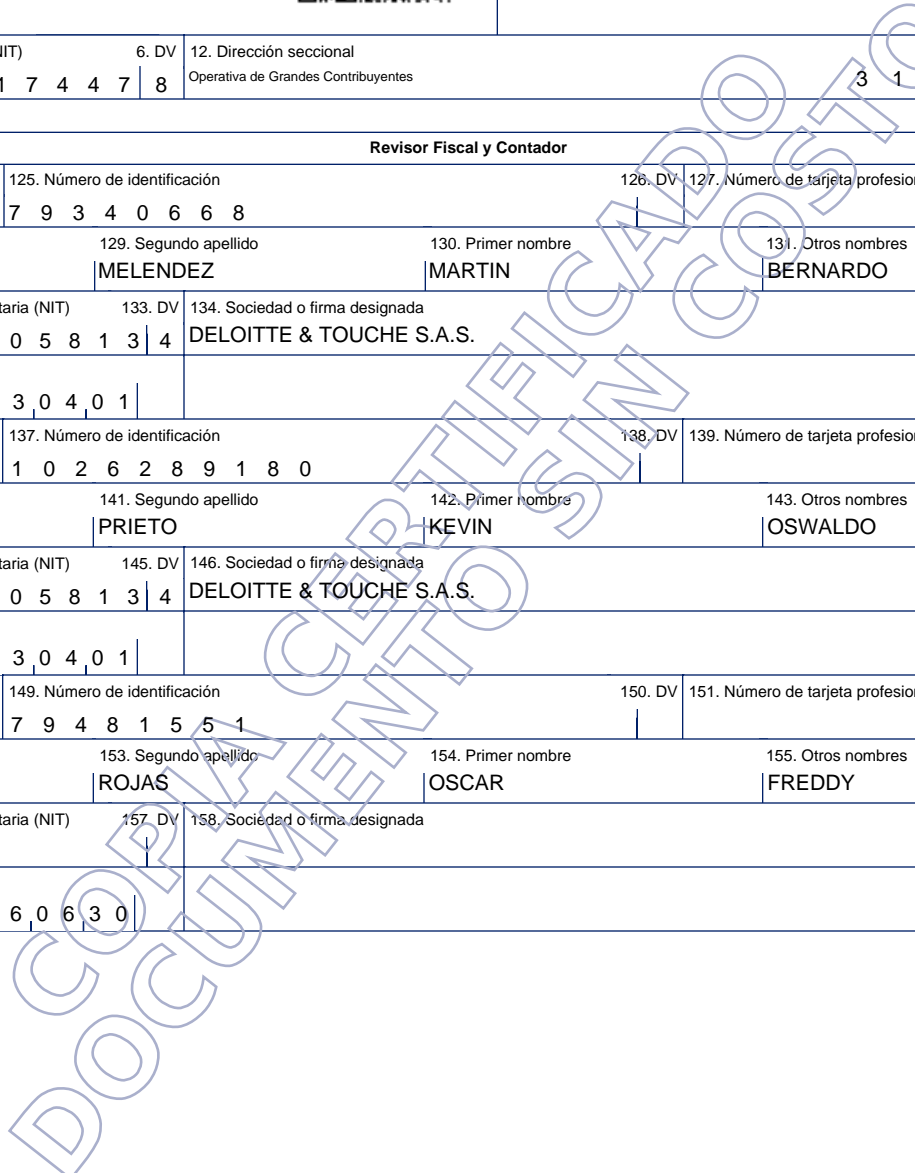 6. DV 12. Dirección seccional
7 4 4 7 8 Operativa de Grandes Contribuyentes 3 1
Revisor Fiscal y Contador
125. Número de identificación 126. DV 127. Número de tarjeta
7 9 3 4 0 6 6 8
129. Segundo apellido 130. Primer nombre 131. Otros nombres
MELENDEZ MARTIN BERNARDO
(NIT) 133. DV 134. Sociedad o firma designada
0 5 8 1 3 4 DELOITTE & TOUCHE S.A.S.
3 0 4 0 1
137. Número de identificación 138. DV 139. Número de tarjeta
1 0 2 6 2 8 9 1 8 0
141. Segundo apellido 142. Primer nombre 143. Otros nombres
PRIETO KEVIN OSWALDO
(NIT) 145. DV 146. Sociedad o firma designada
0 5 8 1 3 4 DELOITTE & TOUCHE S.A.S.
3 0 4 0 1
149. Número de identificación 150. DV 151. Número de tarjeta
7 9 4 8 1 5 5 1
153. Segundo apellido 154. Primer nombre 155. Otros nombres
ROJAS OSCAR FREDDY
(NIT) 157. DV 158. Sociedad o firma designada
6 0 6 3 0
COPIA CERTIFICADO
DOCUMENTO SIN COSTO